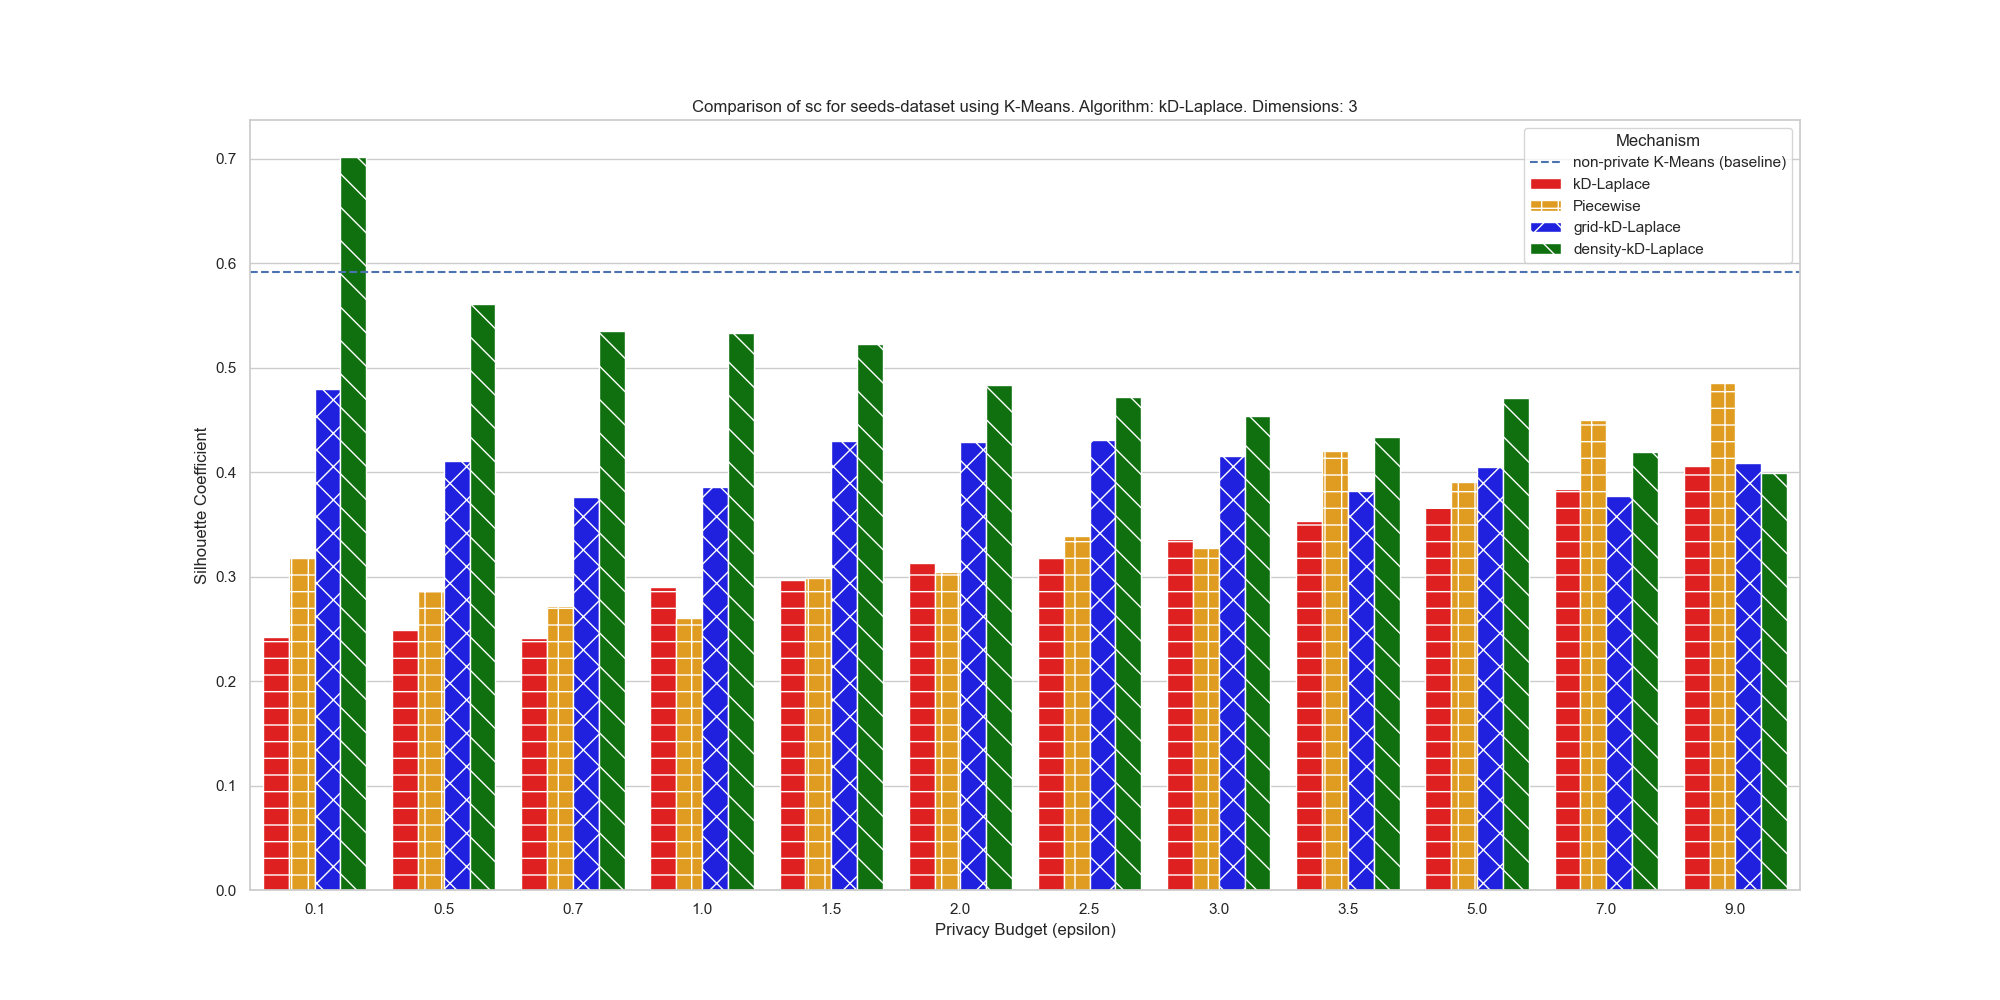 Comparison of sc for seeds-dataset using K-Means. Algorithm: kD-Laplace. Dimensions: 3
Mechanism
non-private K-Means (baseline)
kD-Laplace
Piecewise
grid-kD-Laplace
density-kD-Laplace
Silhouette Coefficient
0.7
0.6
0.5
0.4
0.3
0.2
0.1
0.0
0.1 0.5 0.7 1.0 1.5 2.0 2.5 3.0 3.5 5.0 7.0 9.0
Privacy Budget (epsilon)